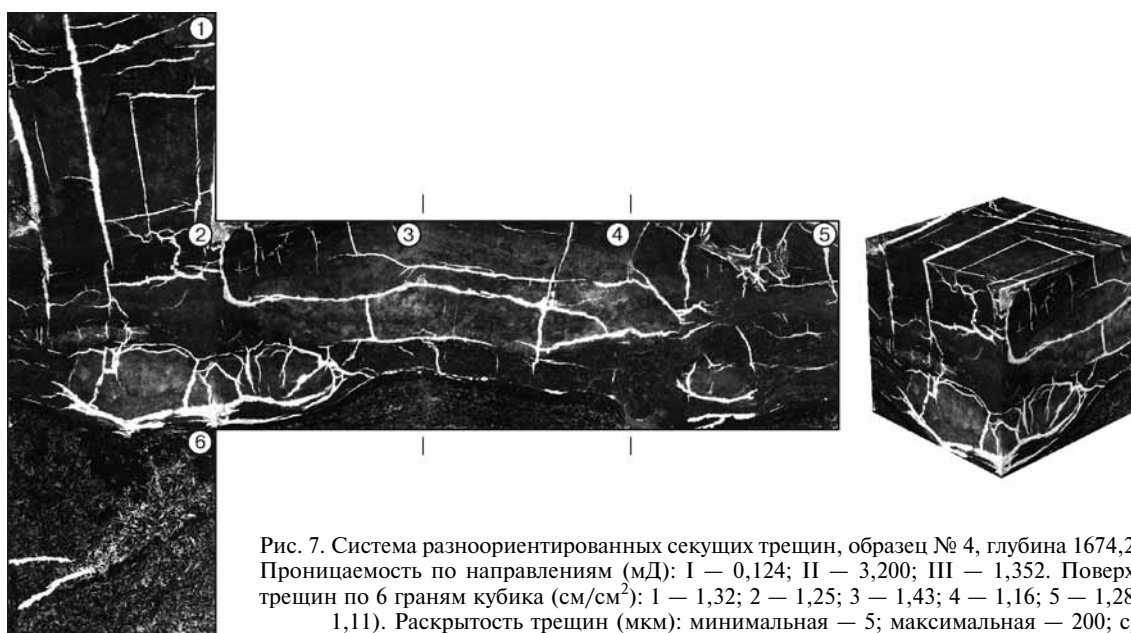 1
2
3
4
5
6
Рис. 7. Система разноориентированных секущих трещин, образец № 4, глубина 1674,2
Проницаемость по направлениям (мД): I — 0,124; II — 3,200; III — 1,352. Поверх
трещин по 6 граням кубика (см/см²): 1 — 1,32; 2 — 1,25; 3 — 1,43; 4 — 1,16; 5 — 1,28
1,11). Раскрытость трещин (мкм): минимальная — 5; максимальная — 200; с